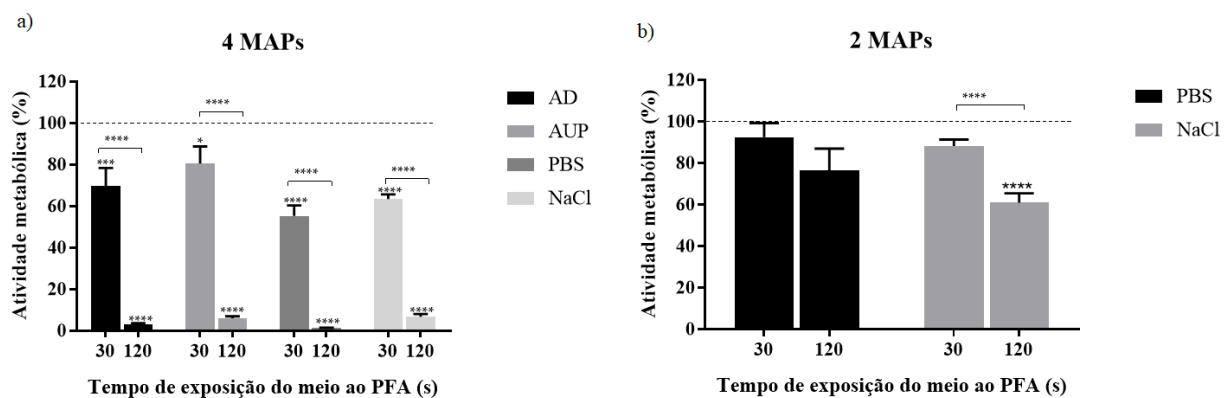 a)
4 MAPs
Atividade metabólica (%)
120
100
80
60
40
20
0
***
****
****
*
****
****
****
****
****
****
****
****
30 120 30 120 30 120 30 120
Tempo de exposição do meio ao PFA (s)
AD
AUP
PBS
NaCl
b)
2 MAPs
Atividade metabólica (%)
120
100
80
60
40
20
0
****
****
30 120 30 120
Tempo de exposição do meio ao PFA (s)
PBS
NaCl